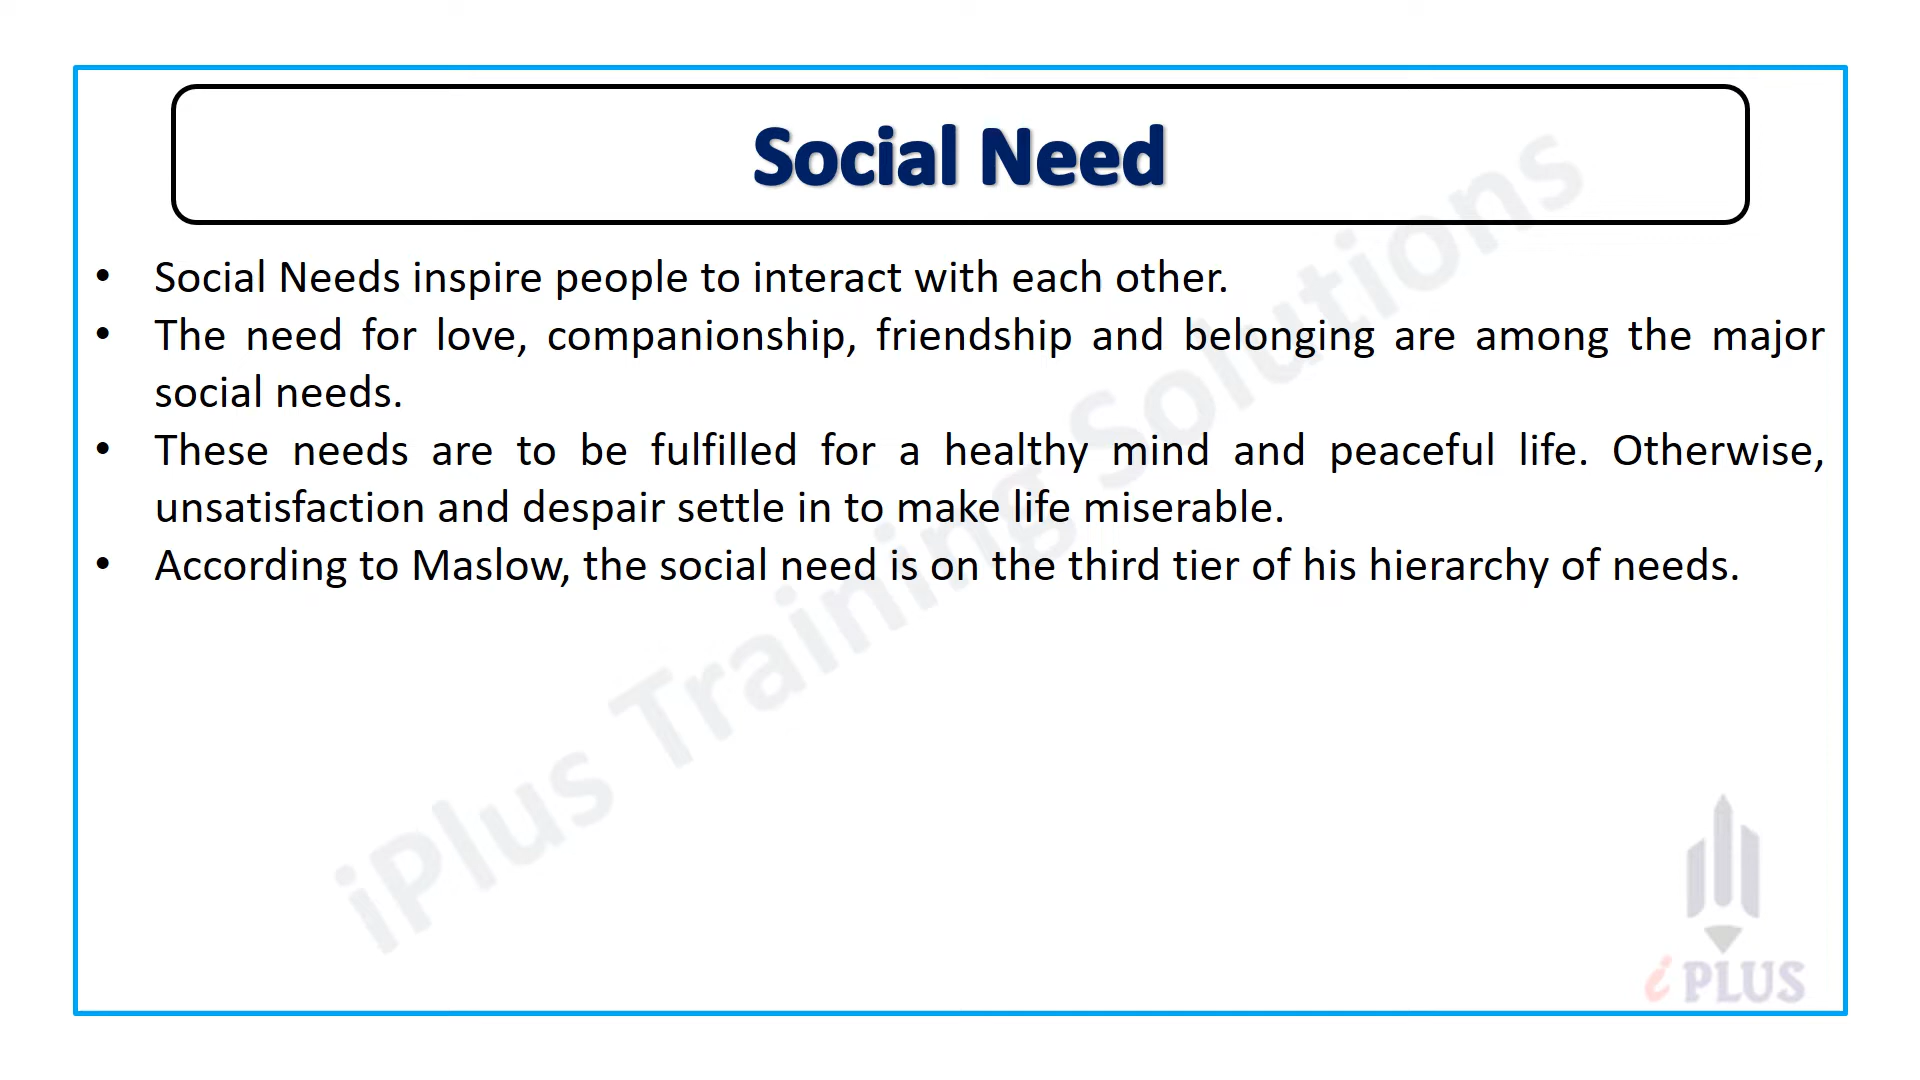 Social Need
• Social Needs inspire people to interact with each other.
• The need for love, companionship, friendship and belonging are among the major
social needs.
• These needs are to be fulfilled for a healthy mind and peaceful life. Otherwise,
unsatisfaction and despair settle in to make life miserable.
• According to Maslow, the social need is on the third tier of his hierarchy of needs.
iPlus Training Solutions
i PLUS